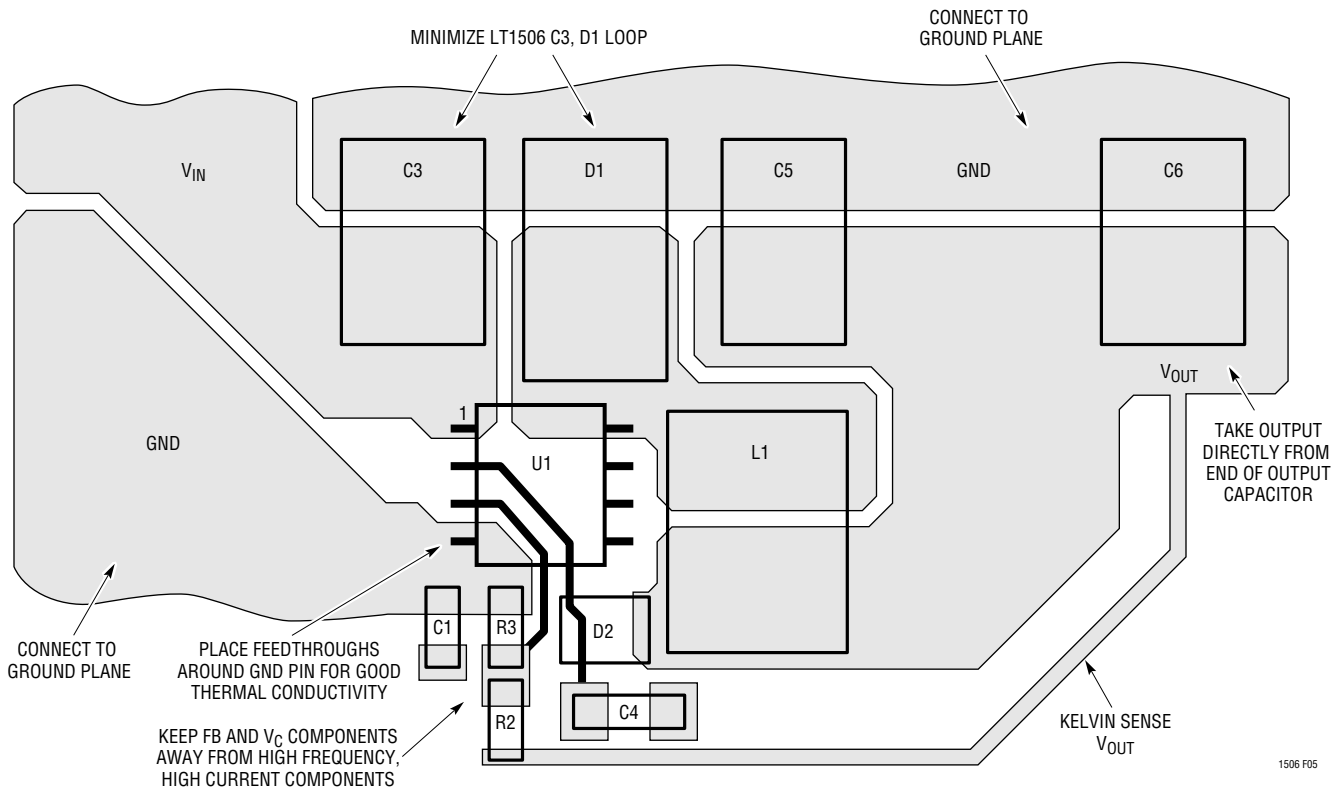 MINIMIZE LT1506 C3, D1 LOOP
CONNECT TO
GROUND PLANE
VIN
C3
D1
C5
GND
C6
VOUT
1
GND
U1
L1
TAKE OUTPUT
DIRECTLY FROM
END OF OUTPUT
CAPACITOR
C1
R3
D2
CONNECT TO
GROUND PLANE
PLACE FEEDTHROUGHS
AROUND GND PIN FOR GOOD
THERMAL CONDUCTIVITY
R2
C4
KEEP FB AND VC COMPONENTS
AWAY FROM HIGH FREQUENCY,
HIGH CURRENT COMPONENTS
KELVIN SENSE
VOUT
1506 F05